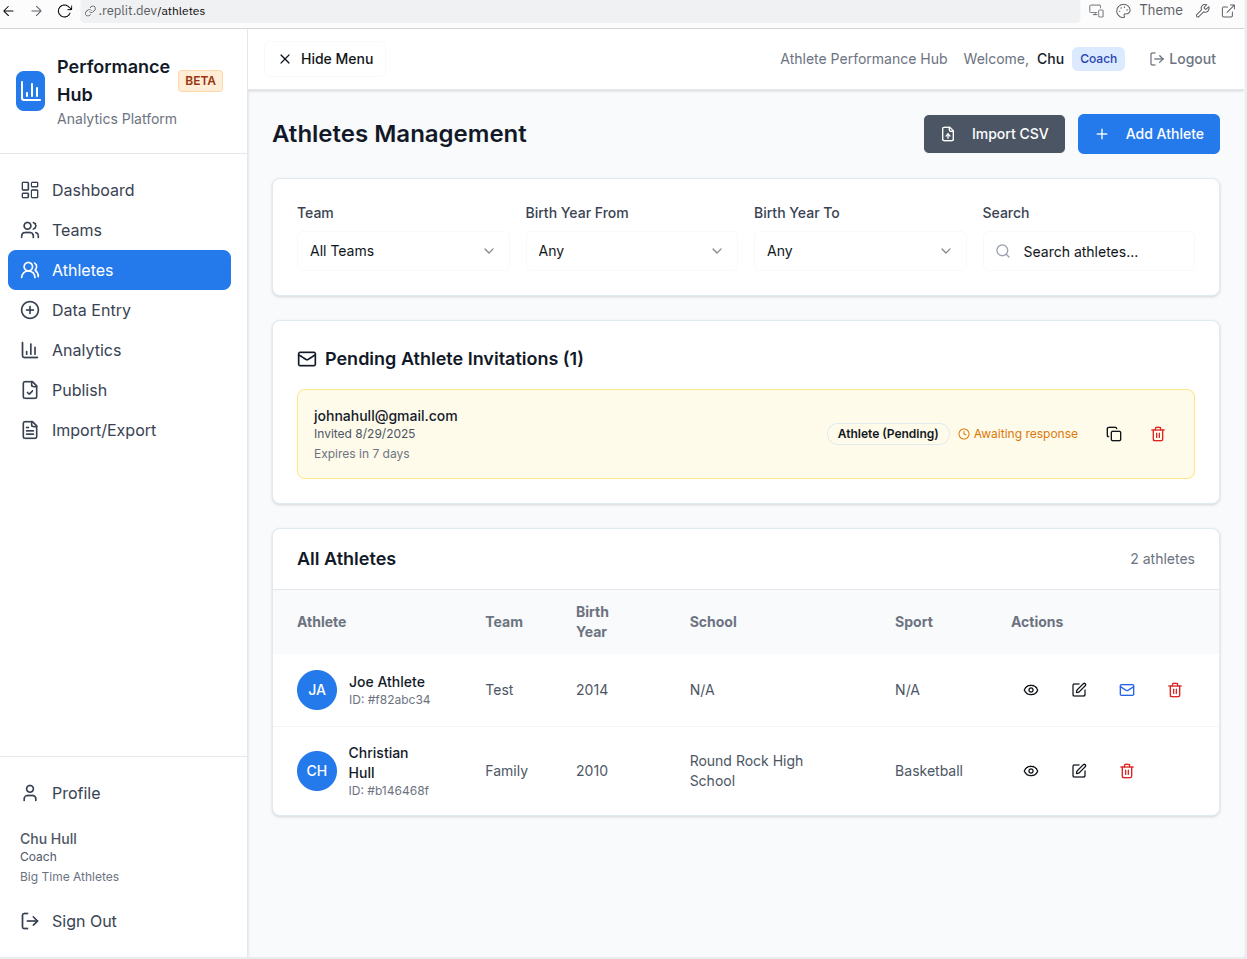 .replit.dev/athletes
Theme
Performance
Hub
BETA
Analytics Platform
Hide Menu
Athlete Performance Hub
Welcome, Chu
Coach
Logout
Dashboard
Teams
Athletes
Data Entry
Analytics
Publish
Import/Export
Profile
Chu Hull
Coach
Big Time Athletes
Sign Out
Athletes Management
Import CSV
Add Athlete
Team
Birth Year From
Birth Year To
Search
All Teams
Any
Any
Search athletes...
Pending Athlete Invitations (1)
johnahull@gmail.com
Invited 8/29/2025
Expires in 7 days
Athlete (Pending)
Awaiting response
All Athletes
2 athletes
Athlete
Team
Birth
Year
School
Sport
Actions
JA
Joe Athlete
ID: #f82abc34
Test
2014
N/A
N/A
CH
Christian
Hull
ID: #b146468f
Family
2010
Round Rock High
School
Basketball